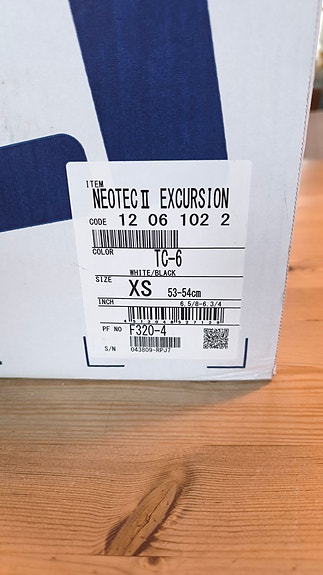 ITEM
NEOTECⅡ EXCURSION
CODE 12 06 102 2
COLOR
TC-6
WHITE/BLACK
SIZE
XS 53-54cm
INCH 6.5/8-6.3/4
PF NO F320-4
S/N 043809-RPJ7